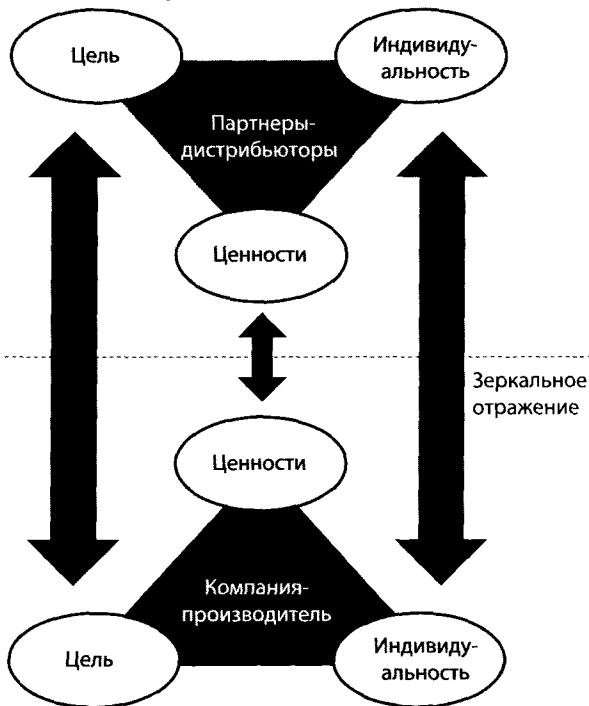 Цель
Индивиду-
альность
Партнеры-
дистрибьюторы
Ценности
Зеркальное
отражение
Ценности
Компания-
производитель
Цель
Индивиду-
альность